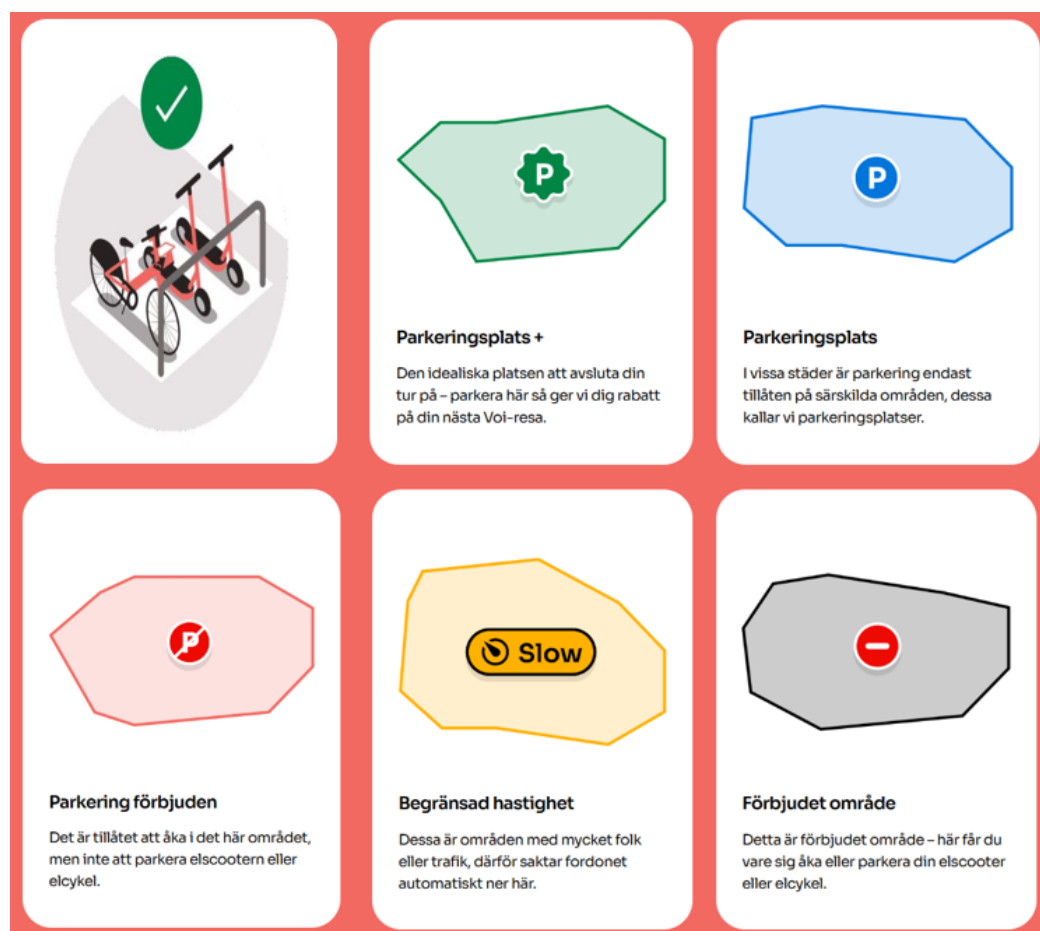 P
P
Parkeringsplats +
Den idealiska platsen att avsluta din
tur på – parkera här så ger vi dig rabatt
på din nästa Voi-resa.
Parkeringsplats
I vissa städer är parkering endast
tillåten på särskilda områden, dessa
kallar vi parkeringsplatser.
P
Slow
Parkering förbjuden
Det är tillåtet att åka i det här området,
men inte att parkera elscootern eller
elcykel.
Begränsad hastighet
Dessa är områden med mycket folk
eller trafik, därför saktar fordonet
automatiskt ner här.
Förbjudet område
Detta är förbjudet område – här får du
vare sig åka eller parkera din elscooter
eller elcykel.